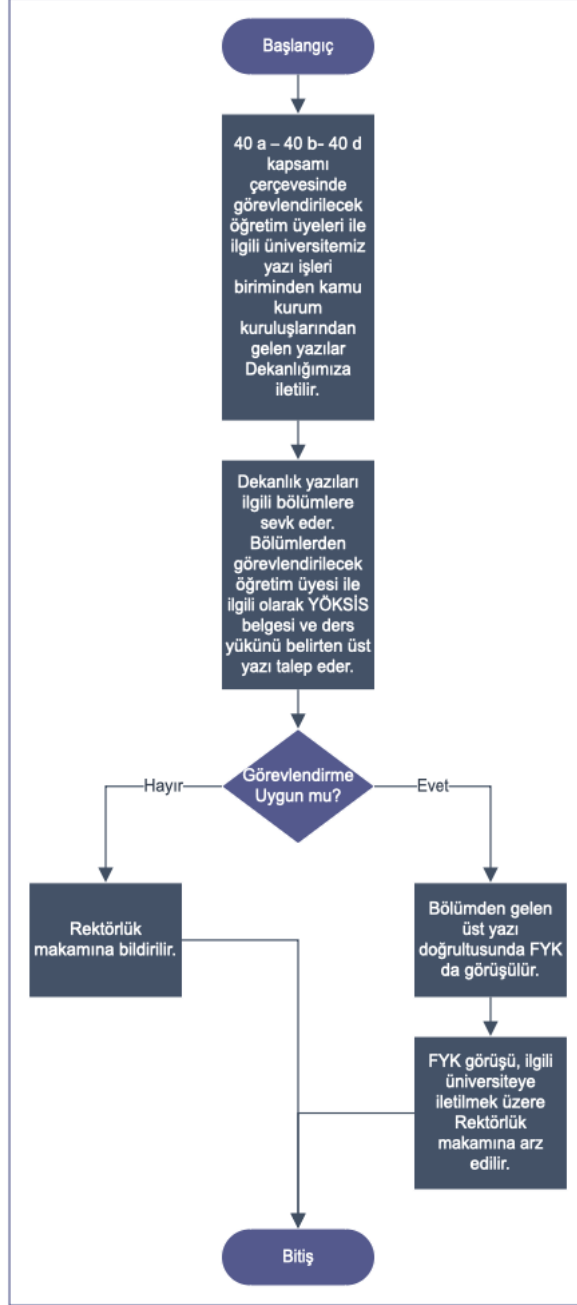 Başlangıç
40 a – 40 b- 40 d
kapsamı
çerçevesinde
görevlendirilecek
öğretim üyeleri ile
ilgili üniversitemiz
yazı işleri
biriminden kamu
kurum
kuruluşlarından
gelen yazılar
Dekanlığımıza
iletilir.
Dekanlık yazıları
ilgili bölümlere
sevk eder.
Bölümlerden
görevlendirilecek
öğretim üyesi ile
ilgili olarak YÖKSİS
belgesi ve ders
yükünü belirten üst
yazı talep eder.
Görevlendirme
Uygun mu?
Hayır
Evet
Rektörlük
makamına bildirilir.
Bölümden gelen
üst yazı
doğrultusunda FYK
da görüşülür.
FYK görüşü, ilgili
üniversiteye
iletilmek üzere
Rektörlük
makamına arz
edilir.
Bitiş